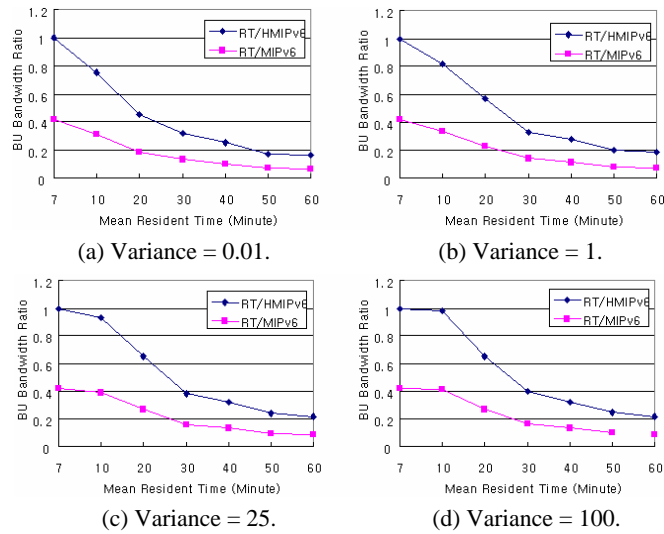 1.2
1
0.8
0.6
0.4
0.2
0
BU Bandwidth Ratio
RT/HMIPv6
RT/MIPv6
7 10 20 30 40 50 60
Mean Resident Time (Minute)
(a) Variance = 0.01.
1.2
1
0.8
0.6
0.4
0.2
0
BU Bandwidth Ratio
RT/HMIPv6
RT/MIPv6
7 10 20 30 40 50 60
Mean Resident Time (Minute)
(b) Variance = 1.
1.2
1
0.8
0.6
0.4
0.2
0
BU Bandwidth Ratio
RT/HMIPv6
RT/MIPv6
7 10 20 30 40 50 60
Mean Resident Time (Minute)
(c) Variance = 25.
1.2
1
0.8
0.6
0.4
0.2
0
BU Bandwidth Ratio
RT/HMIPv6
RT/MIPv6
7 10 20 30 40 50 60
Mean Resident Time (Minute)
(d) Variance = 100.